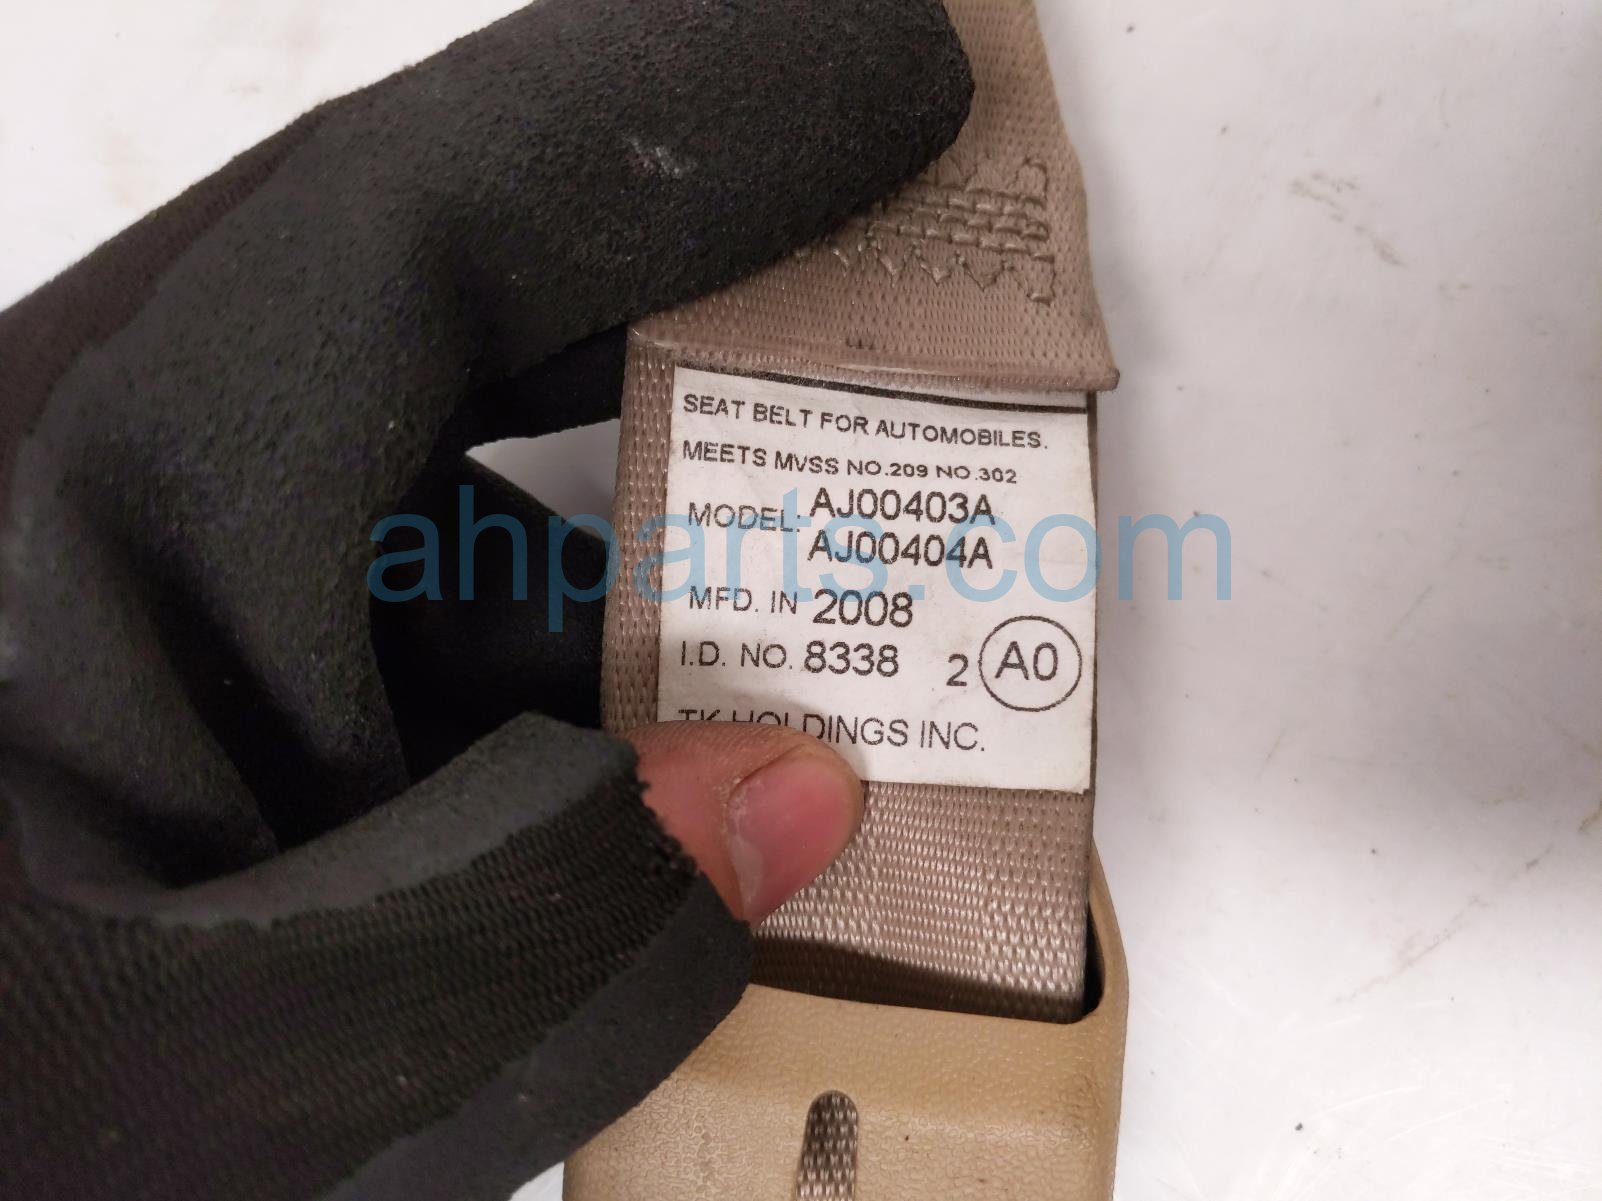 SEAT BELT FOR AUTOMOBILES.
MEETS MVSS NO.209 NO.302
MODEL: AJ00403A
AJ00404A
MFD. IN 2008
I.D. NO. 8338 2 A0
TK HOLDINGS INC.
ahparts.com